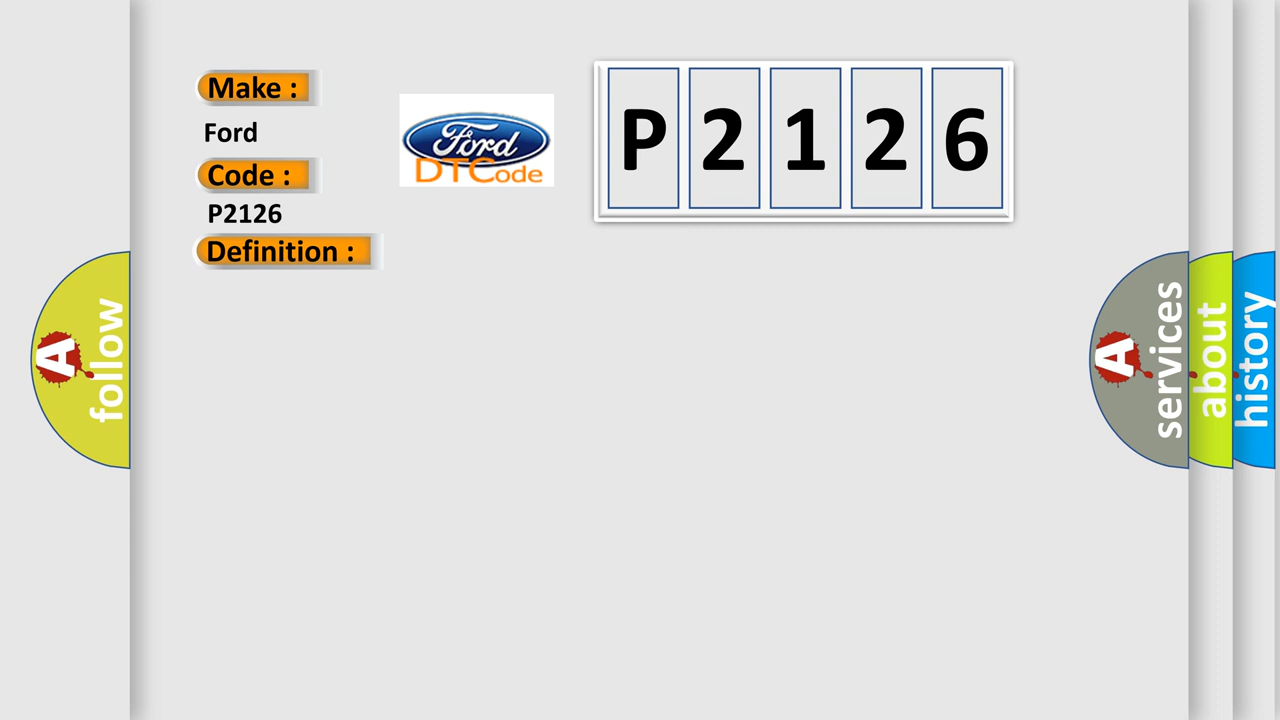 Make :
Ford
Code :
P2126
Definition :
Ford
DTCode
P 2 1 2 6
A
follow
A
services
about
history